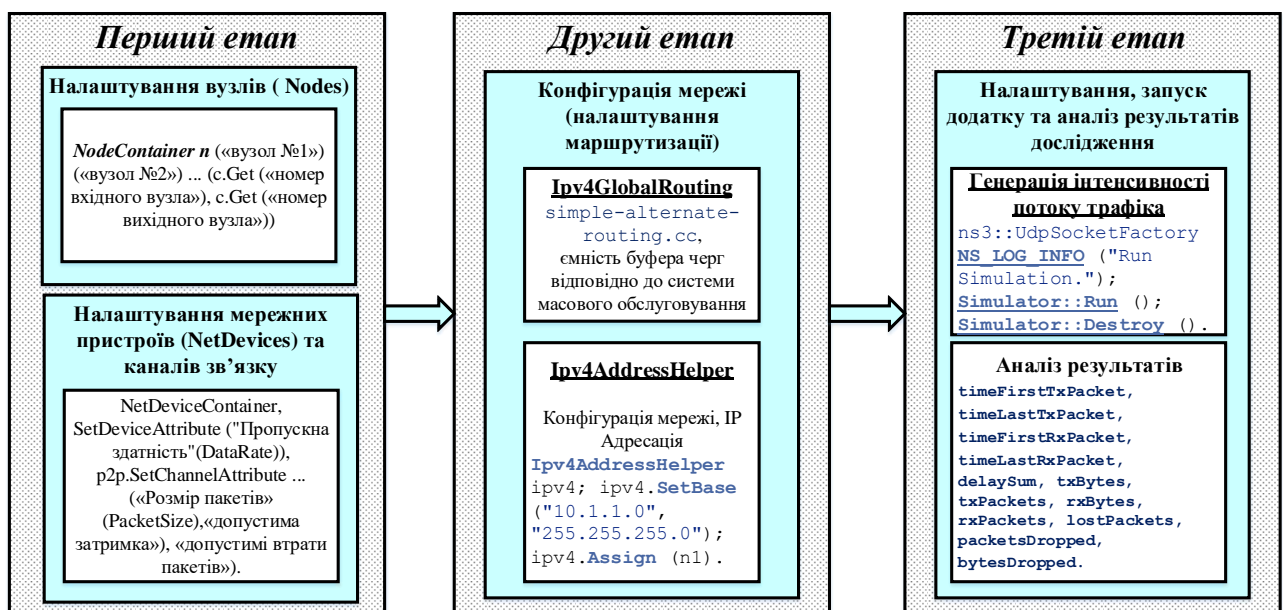 Перший етап
Налаштування вузлів ( Nodes)
NodeContainer n («вузол №1»)
(«вузол №2») ... (c.Get («номер
вхідного вузла»), c.Get («номер
вихідного вузла»))
Налаштування мережних
пристроїв (NetDevices) та
каналів зв’язку
NetDeviceContainer,
SetDeviceAttribute ("Пропускна
здатність"(DataRate)),
p2p.SetChannelAttribute ...
(«Розмір пакетів»
(PacketSize),«допустима
затримка»), «допустимі втрати
пакетів»).
Другий етап
Конфігурація мережі
(налаштування
маршрутизації)
Ipv4GlobalRouting
simple-alternate-
routing.cc,
ємність буфера черг
відповідно до системи
масового обслуговування
Ipv4AddressHelper
Конфігурація мережі, IP
Адресація
Ipv4AddressHelper
ipv4; ipv4.SetBase
("10.1.1.0",
"255.255.255.0");
ipv4.Assign (n1).
Третій етап
Налаштування, запуск
додатку та аналіз результатів
дослідження
Генерація інтенсивності
потоку трафіка
ns3::UdpSocketFactory
NS_LOG_INFO ("Run
Simulation.");
Simulator::Run ();
Simulator::Destroy ().
Аналіз результатів
timeFirstTxPacket,
timeLastTxPacket,
timeFirstRxPacket,
timeLastRxPacket,
delaySum, txBytes,
txPackets, rxBytes,
rxPackets, lostPackets,
packetsDropped,
bytesDropped.